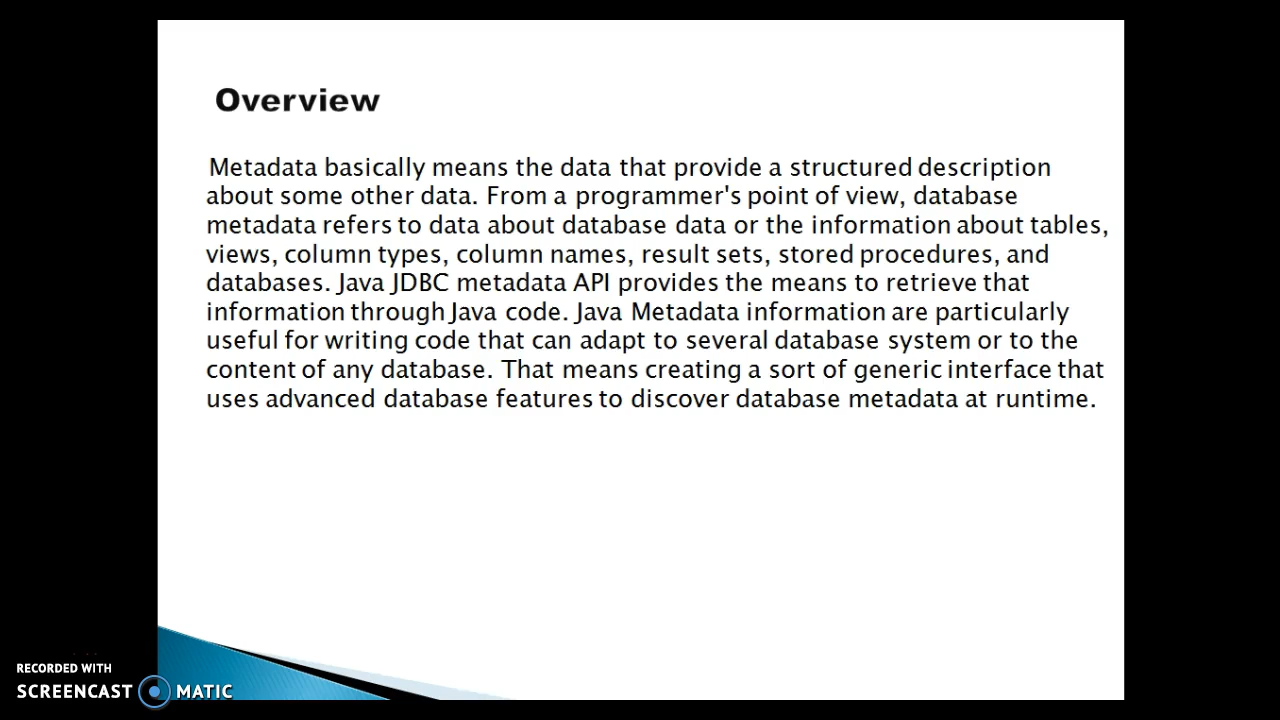 Overview
Metadata basically means the data that provide a structured description
about some other data. From a programmer's point of view, database
metadata refers to data about database data or the information about tables,
views, column types, column names, result sets, stored procedures, and
databases. Java JDBC metadata API provides the means to retrieve that
information through Java code. Java Metadata information are particularly
useful for writing code that can adapt to several database system or to the
content of any database. That means creating a sort of generic interface that
uses advanced database features to discover database metadata at runtime.
RECORDED WITH
SCREENCAST MATIC